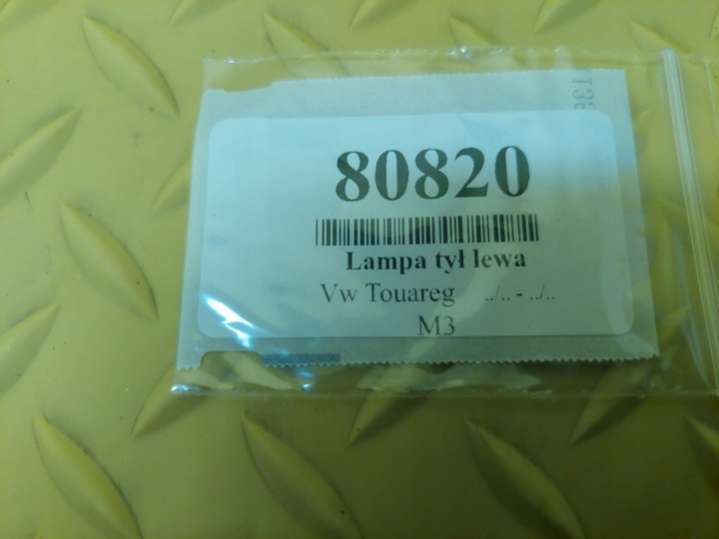 80820
Lampa tył lewa
Vw Touareg ../.. - ../..
M3